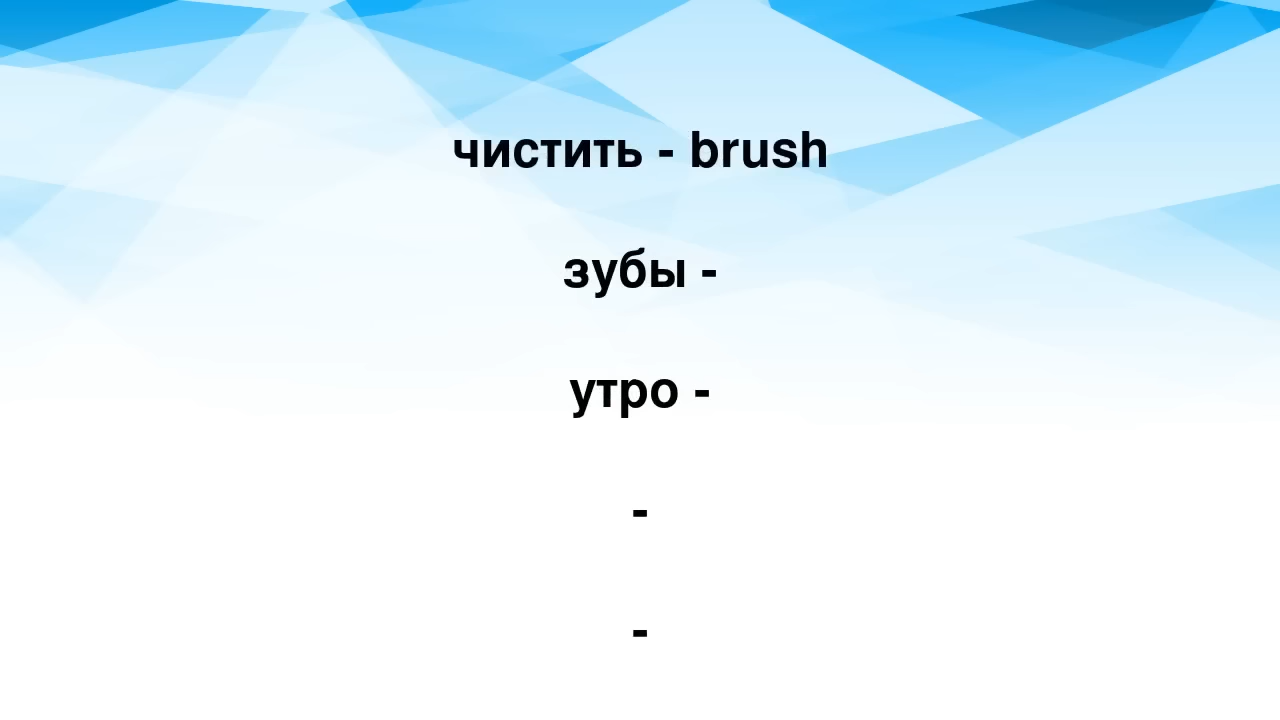 чистить - brush
зубы -
утро -
-
-